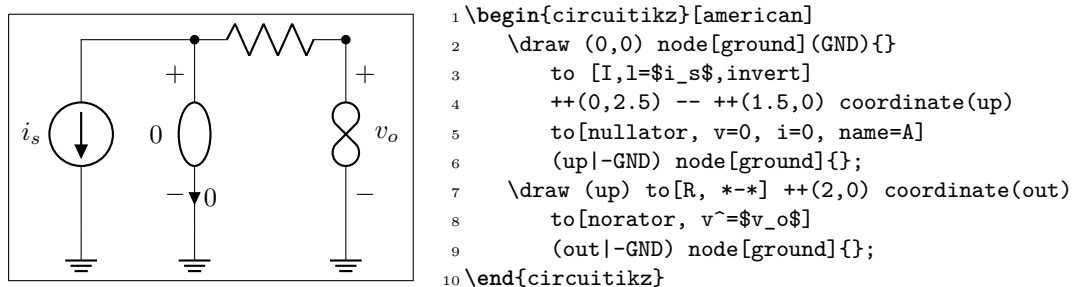 i_s
+
0
−
0
+
v_o
−
1 \begin{circuitikz}[american]
2 \draw (0,0) node[ground](GND){}
3 to [I,l=$i_s$,invert]
4 ++(0,2.5) -- ++(1.5,0) coordinate(up)
5 to[nullator, v=0, i=0, name=A]
6 (up|-GND) node[ground]{};
7 \draw (up) to[R, *-*] ++(2,0) coordinate(out)
8 to[norator, v^=$v_o$]
9 (out|-GND) node[ground]{};
10 \end{circuitikz}